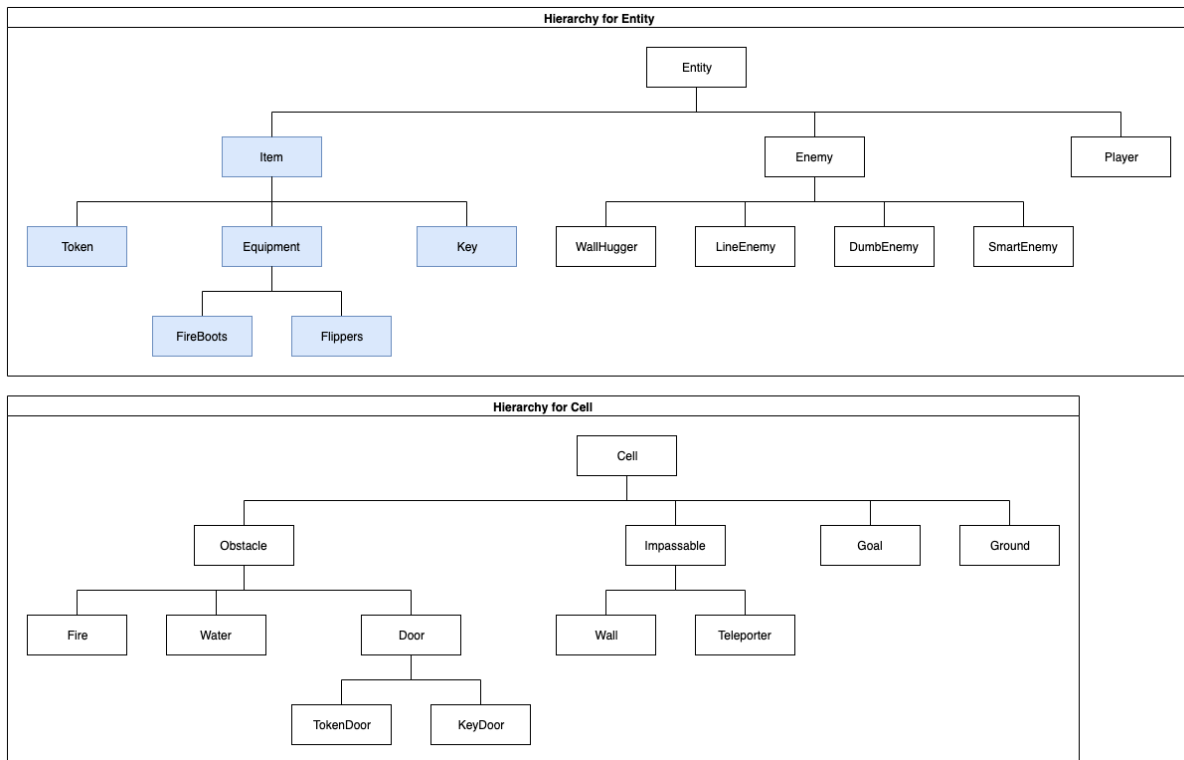 Hierarchy for Entity
Entity
Item
Enemy
Player
Token
Equipment
Key
WallHugger
LineEnemy
DumbEnemy
SmartEnemy
FireBoots
Flippers
Hierarchy for Cell
Cell
Obstacle
Impassable
Goal
Ground
Fire
Water
Door
Wall
Teleporter
TokenDoor
KeyDoor